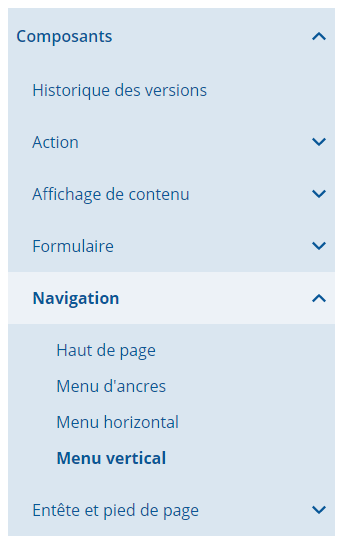 Composants
Historique des versions
Action
Affichage de contenu
Formulaire
Navigation
Haut de page
Menu d'ancres
Menu horizontal
Menu vertical
Entête et pied de page